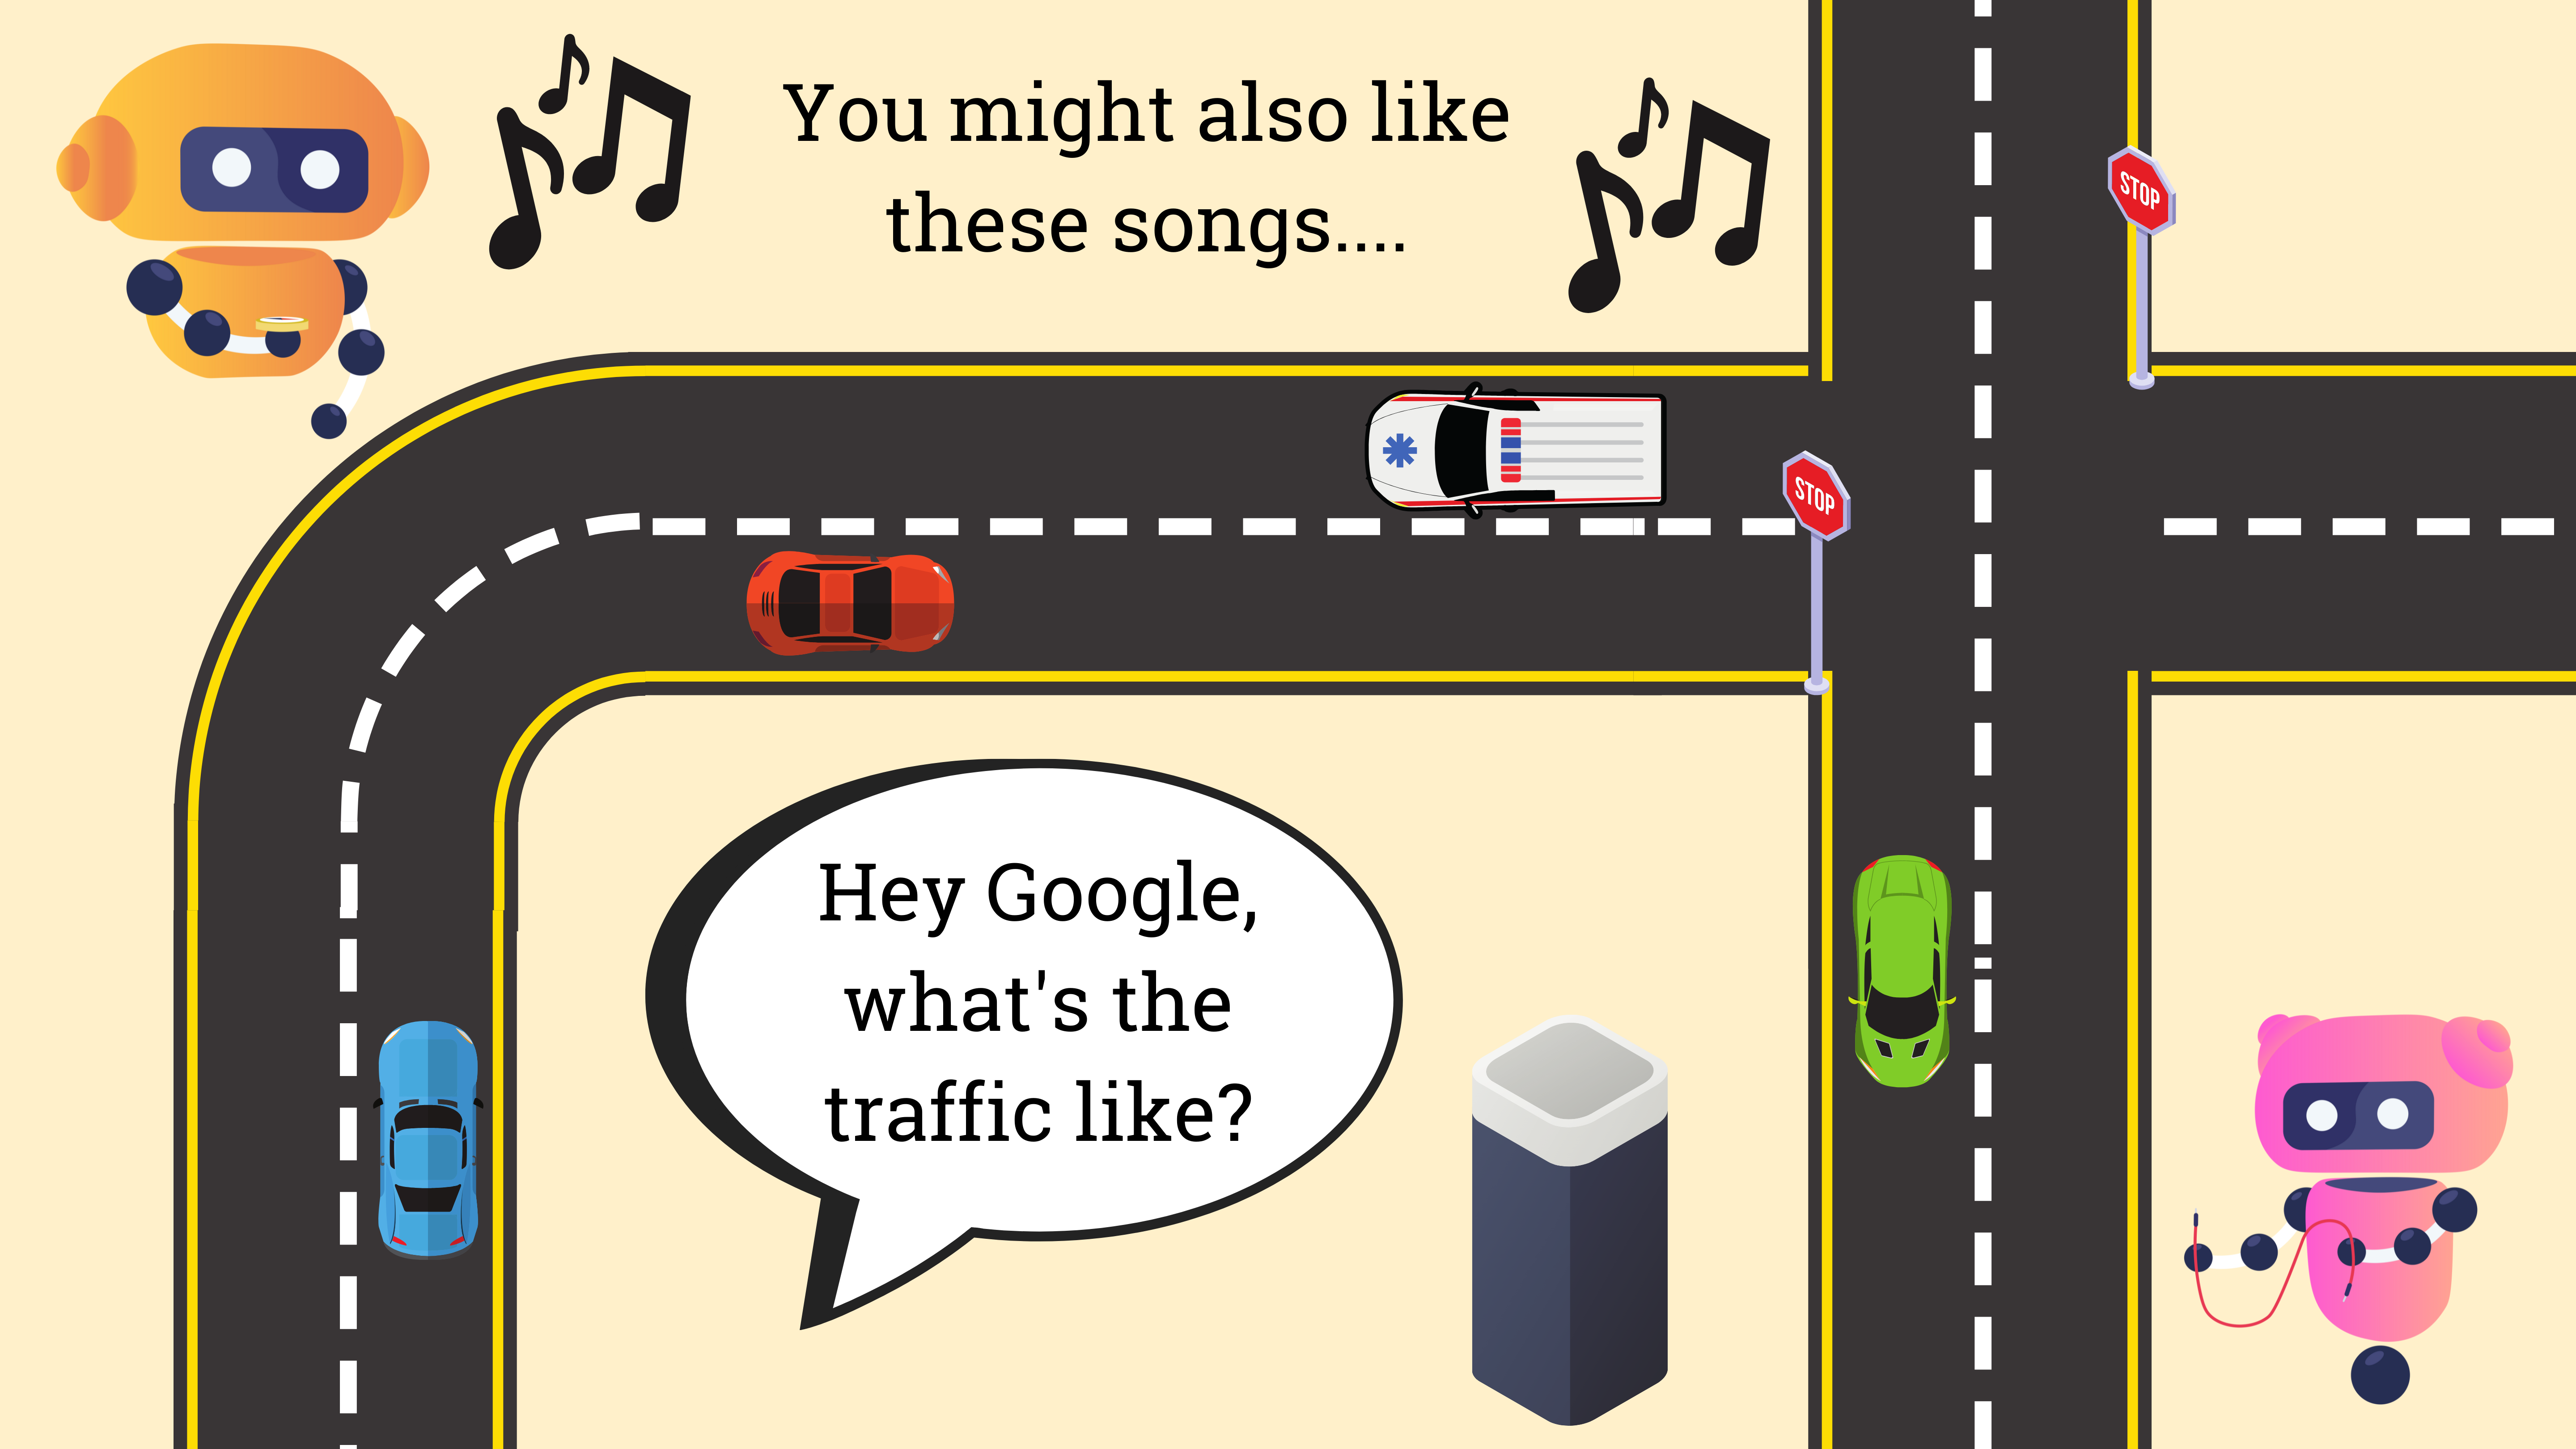 You might also like
these songs....
STOP
STOP
Hey Google,
what's the
traffic like?